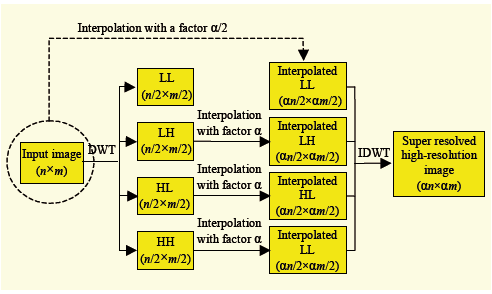 Interpolation with a factor α/2
Input image
(n×m)
DWT
LL
(n/2×m/2)
LH
(n/2×m/2)
HL
(n/2×m/2)
HH
(n/2×m/2)
Interpolation
with factor α
Interpolation
with factor α
Interpolation
with factor α
Interpolated
LL
(αn/2×αm/2)
Interpolated
LH
(αn/2×αm/2)
Interpolated
HL
(αn/2×αm/2)
Interpolated
LL
(αn/2×αm/2)
IDWT
Super resolved
high-resolution
image
(αn×αm)